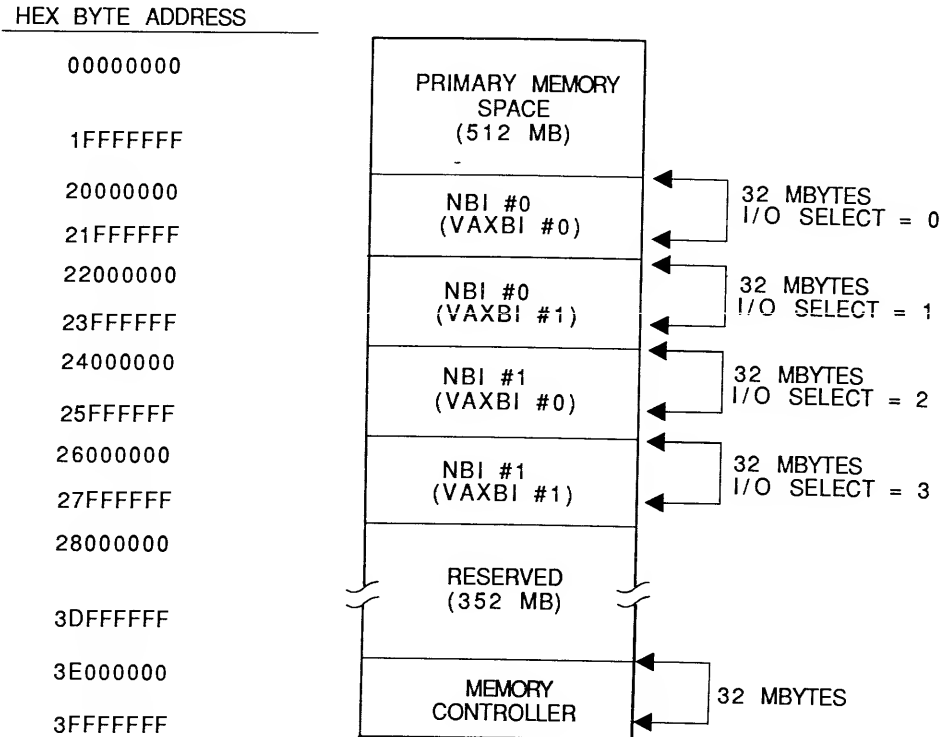 HEX BYTE ADDRESS
00000000
PRIMARY MEMORY
SPACE
(512 MB)
1FFFFFFF
20000000
NBI #0
(VAXBI #0)
32 MBYTES
I/O SELECT = 0
21FFFFFF
22000000
NBI #0
(VAXBI #1)
32 MBYTES
I/O SELECT = 1
23FFFFFF
24000000
NBI #1
(VAXBI #0)
32 MBYTES
I/O SELECT = 2
25FFFFFF
26000000
NBI #1
(VAXBI #1)
32 MBYTES
I/O SELECT = 3
27FFFFFF
28000000
RESERVED
(352 MB)
3DFFFFFF
3E000000
MEMORY
CONTROLLER
32 MBYTES
3FFFFFFF